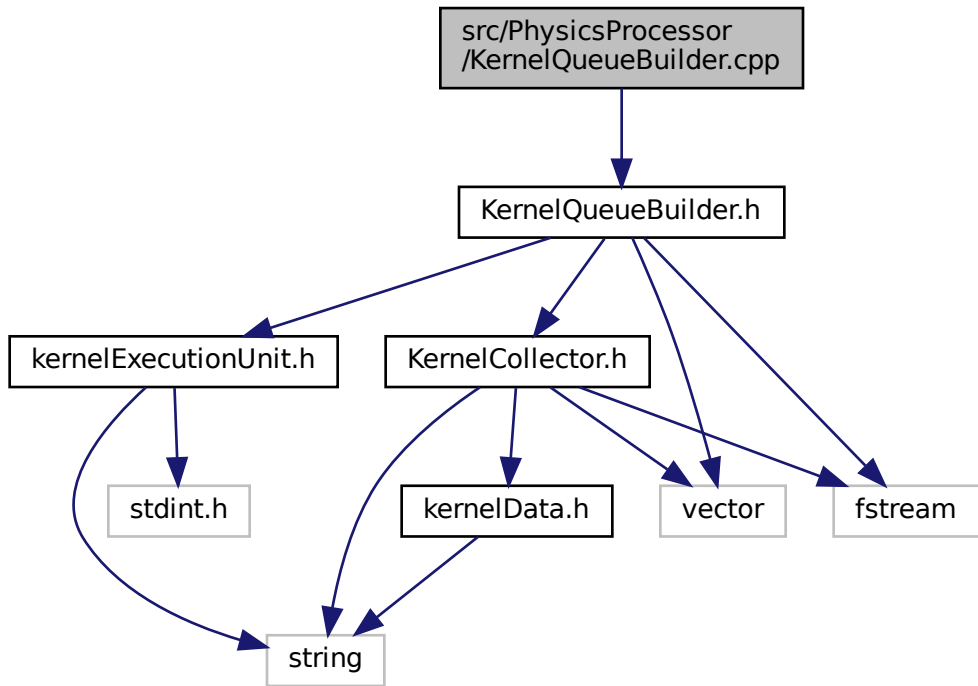 src/PhysicsProcessor
/KernelQueueBuilder.cpp
KernelQueueBuilder.h
kernelExecutionUnit.h
KernelCollector.h
stdint.h
kernelData.h
vector
fstream
string